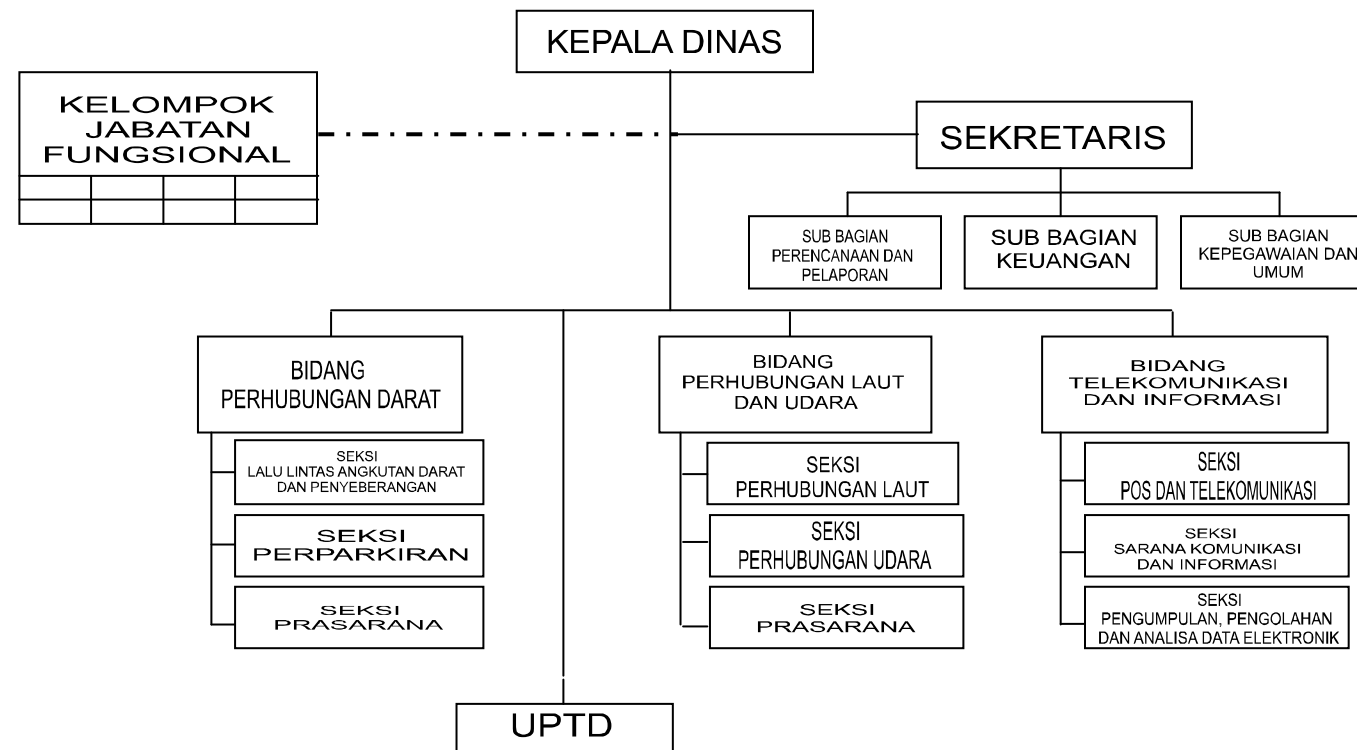 KEPALA DINAS
KELOMPOK
JABATAN
FUNGSIONAL
SEKRETARIS
SUB BAGIAN
PERENCANAAN DAN
PELAPORAN
SUB BAGIAN
KEUANGAN
SUB BAGIAN
KEPEGAWAIAN DAN
UMUM
BIDANG
PERHUBUNGAN DARAT
SEKSI
LALU LINTAS ANGKUTAN DARAT
DAN PENYEBERANGAN
SEKSI
PERPARKIRAN
SEKSI
PRASARANA
BIDANG
PERHUBUNGAN LAUT
DAN UDARA
SEKSI
PERHUBUNGAN LAUT
SEKSI
PERHUBUNGAN UDARA
SEKSI
PRASARANA
BIDANG
TELEKOMUNIKASI
DAN INFORMASI
SEKSI
POS DAN TELEKOMUNIKASI
SEKSI
SARANA KOMUNIKASI
DAN INFORMASI
SEKSI
PENGUMPULAN, PENGOLAHAN
DAN ANALISA DATA ELEKTRONIK
UPTD